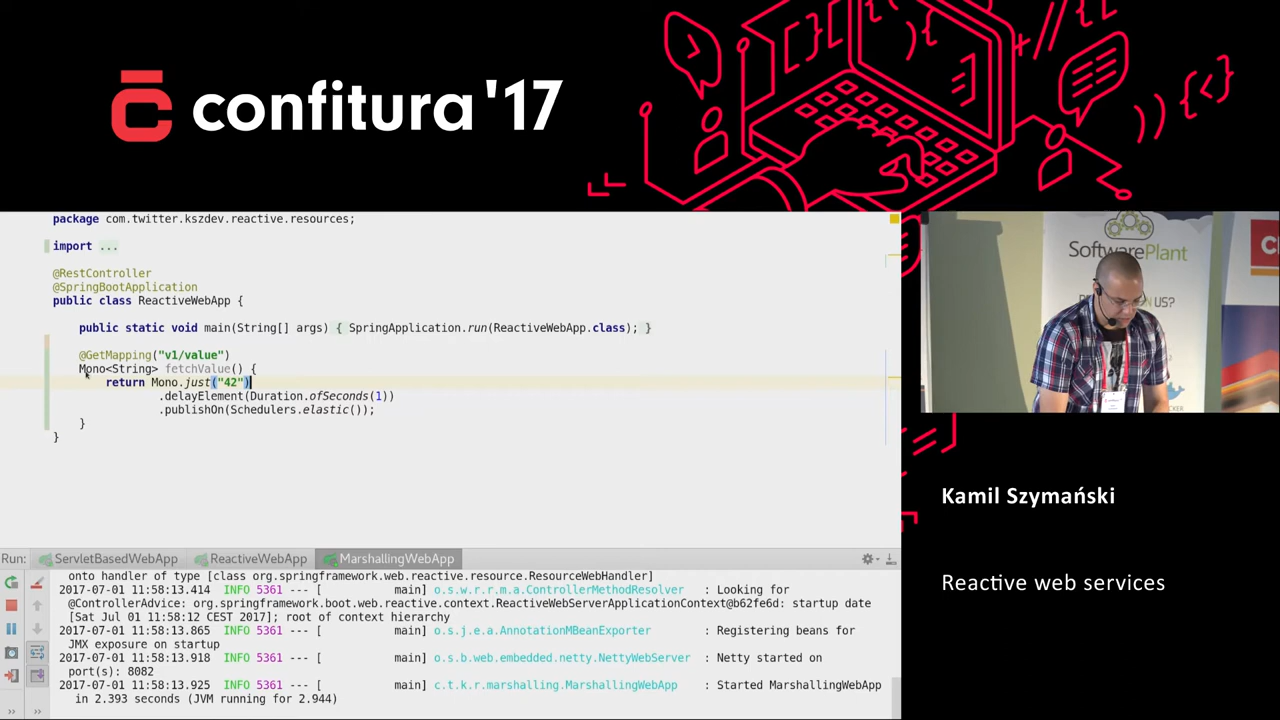 confitura '17
package com.twitter.kszdev.reactive.resources;
import ...
@RestController
@SpringBootApplication
public class ReactiveWebApp {
public static void main(String[] args) { SpringApplication.run(ReactiveWebApp.class); }
@GetMapping("v1/value")
Mono<String> fetchValue() {
return Mono.just("42")
.delayElement(Duration.ofSeconds(1))
.publishOn(Schedulers.elastic());
}
}
Run: ServletBasedWebApp ReactiveWebApp MarshallingWebApp
onto handler of type [class org.springframework.web.reactive.resource.ResourceWebHandler]
2017-07-01 11:58:13.414 INFO 5361 --- [ main] o.s.w.r.r.m.a.ControllerMethodResolver : Looking for
@ControllerAdvice: org.springframework.boot.web.reactive.context.ReactiveWebServerApplicationContext@b62fe6d: startup date
[Sat Jul 01 11:58:12 CEST 2017]; root of context hierarchy
2017-07-01 11:58:13.865 INFO 5361 --- [ main] o.s.j.e.a.AnnotationMBeanExporter : Registering beans for
JMX exposure on startup
2017-07-01 11:58:13.918 INFO 5361 --- [ main] o.s.b.web.embedded.netty.NettyWebServer : Netty started on
port(s): 8082
2017-07-01 11:58:13.925 INFO 5361 --- [ main] c.t.k.r.marshalling.MarshallingWebApp : Started MarshallingWebApp
in 2.393 seconds (JVM running for 2.944)
SoftwarePlant
US?
Kamil Szymański
Reactive web services